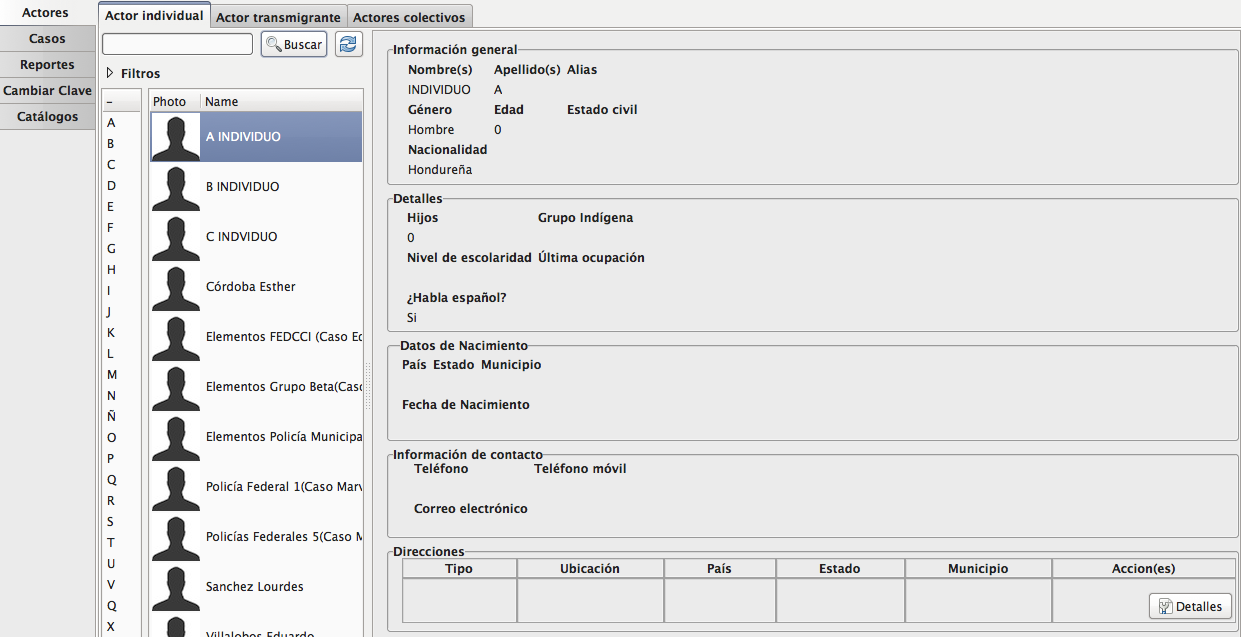 Actores
Casos
Reportes
Cambiar Clave
Catálogos
Actor individual
Actor transmigrante
Actores colectivos
Buscar
Filtros
–
A
B
C
D
E
F
G
H
I
J
K
L
M
N
Ñ
O
P
Q
R
S
T
U
V
Q
X
Photo Name
A INDIVIDUO
B INDIVIDUO
C INDVIDUO
Córdoba Esther
Elementos FEDCCI (Caso Ec
Elementos Grupo Beta(Caso
Elementos Policía Municipa
Policía Federal 1(Caso Marv
Policías Federales 5(Caso M
Sanchez Lourdes
Villalobos Eduardo
Información general
Nombre(s) Apellido(s) Alias
INDIVIDUO A
Género Edad Estado civil
Hombre 0
Nacionalidad
Hondureña
Detalles
Hijos Grupo Indígena
0
Nivel de escolaridad Última ocupación
¿Habla español?
Si
Datos de Nacimiento
País Estado Municipio
Fecha de Nacimiento
Información de contacto
Teléfono Teléfono móvil
Correo electrónico
Direcciones
Tipo Ubicación País Estado Municipio Accion(es)
Detalles